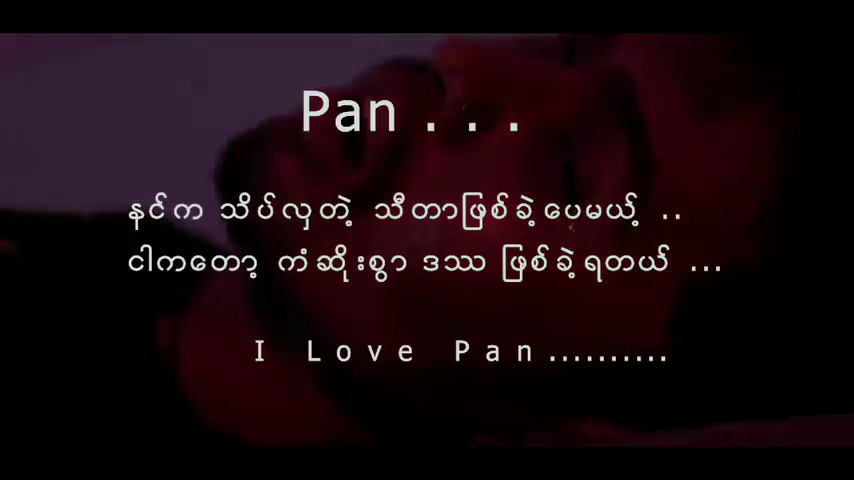 Pan . . .
နင်က သိပ်လှတဲ့ သီတာဖြစ်ခဲ့ပေမယ့် ..
ငါကတော့ ကံဆိုးစွာ ဒဿ ဖြစ်ခဲ့ရတယ် ...
I Love Pan..........